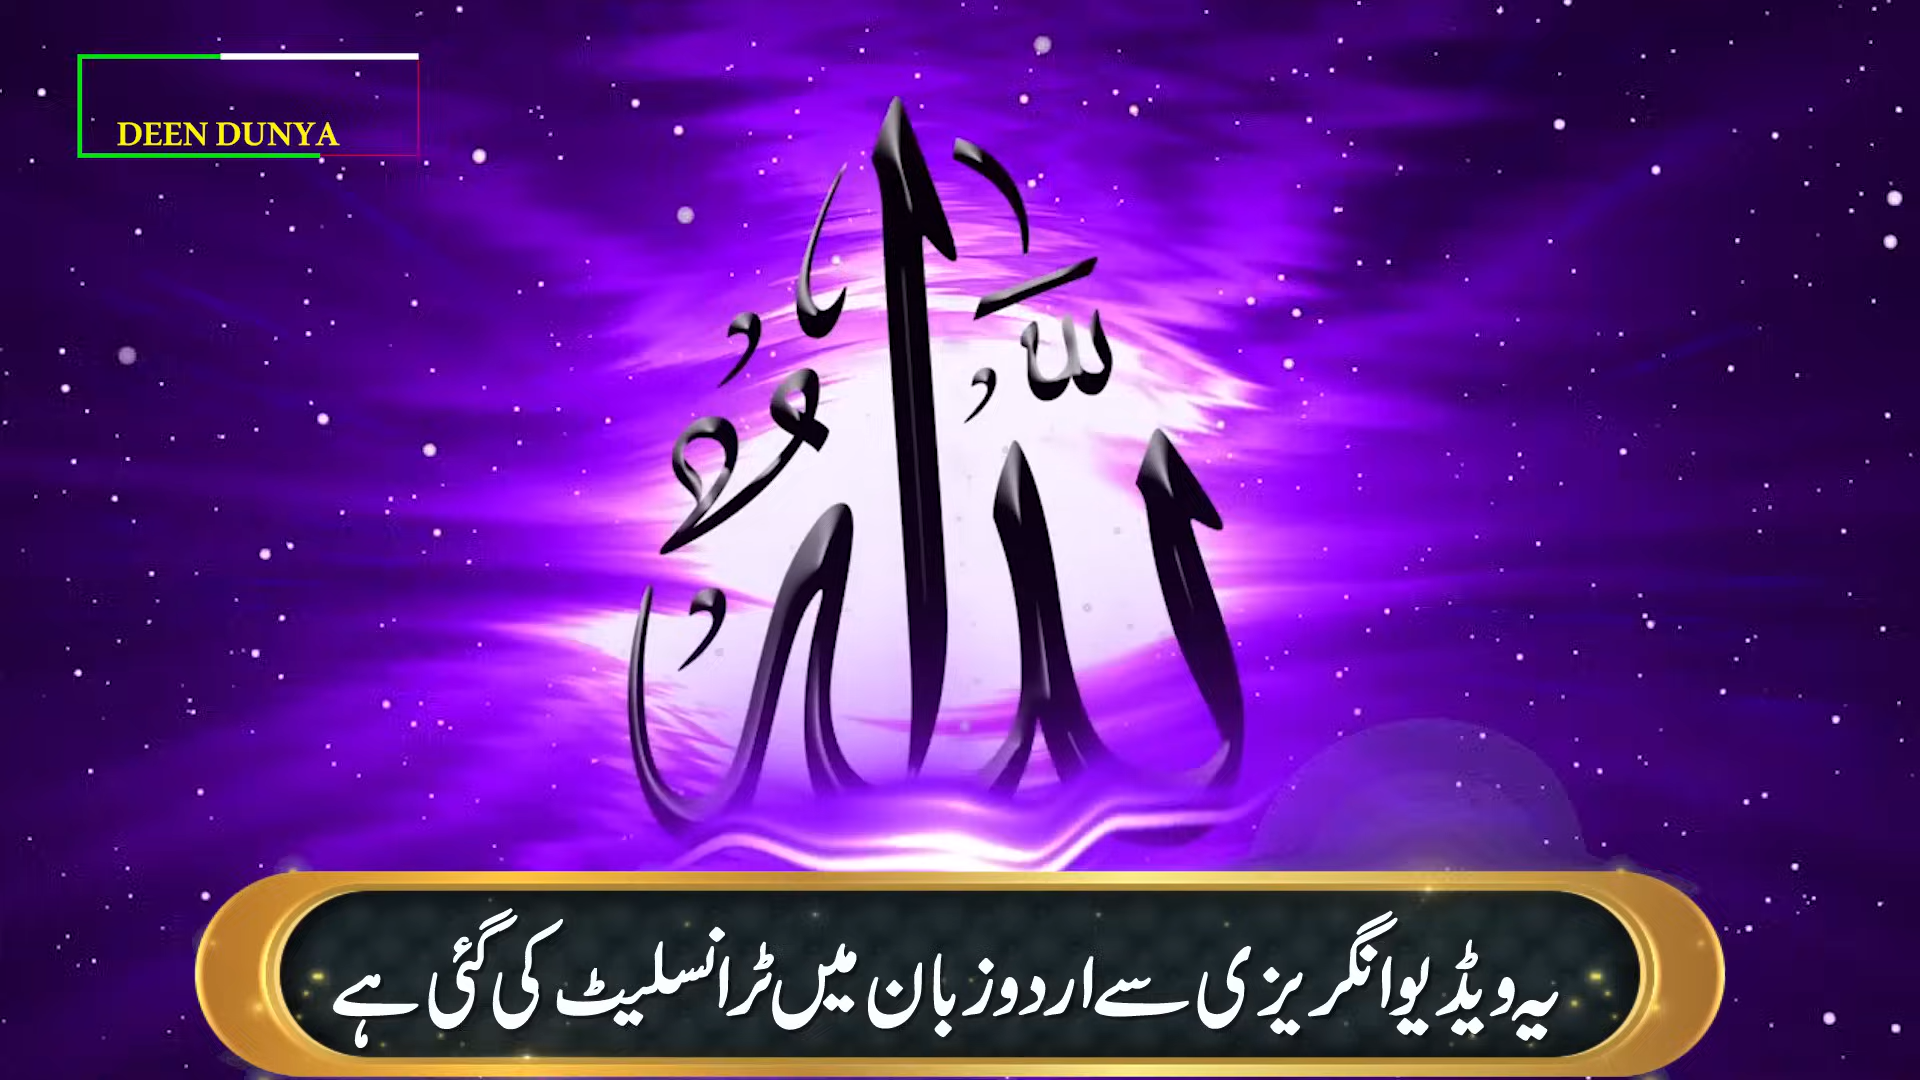 DEEN DUNYA
اللہ
یہ ویڈیو انگریزی سے اردو زبان میں ٹرانسلیٹ کی گئی ہے